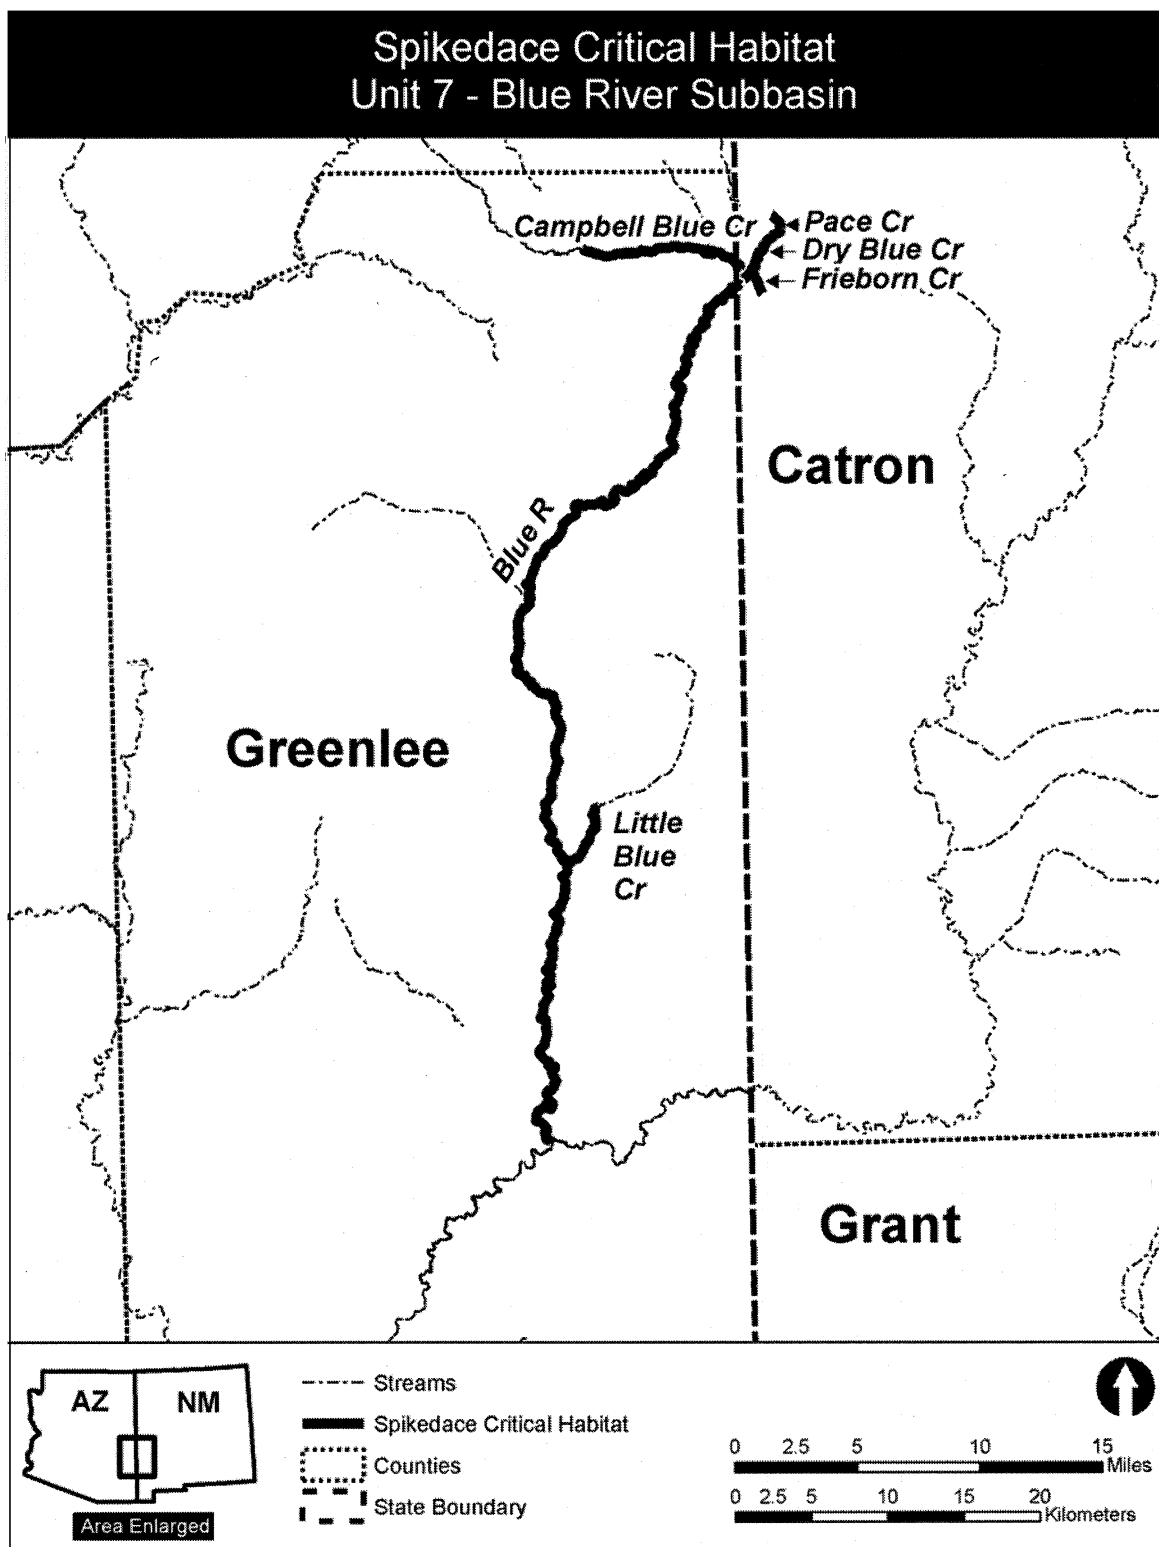 Spikedace Critical Habitat
Unit 7 - Blue River Subbasin
Campbell Blue Cr
Pace Cr
Dry Blue Cr
Frieborn Cr
Catron
Blue R
Greenlee
Little
Blue
Cr
Grant
AZ NM
Area Enlarged
Streams
Spikedace Critical Habitat
Counties
State Boundary
0 2.5 5 10 15
Miles
0 2.5 5 10 15 20
Kilometers